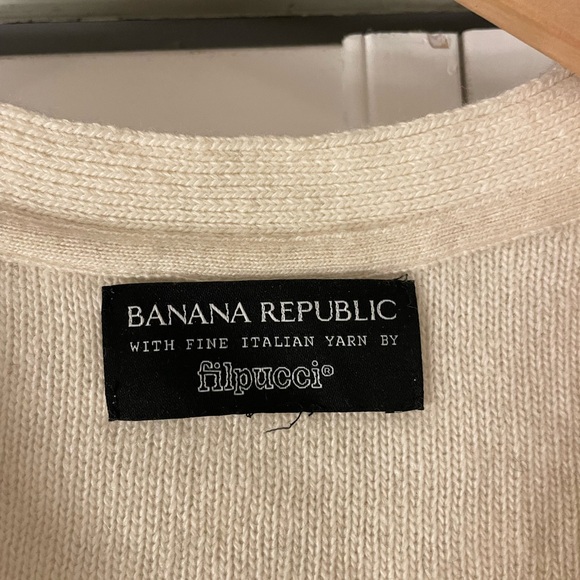 BANANA REPUBLIC
WITH FINE ITALIAN YARN BY
filpucci®